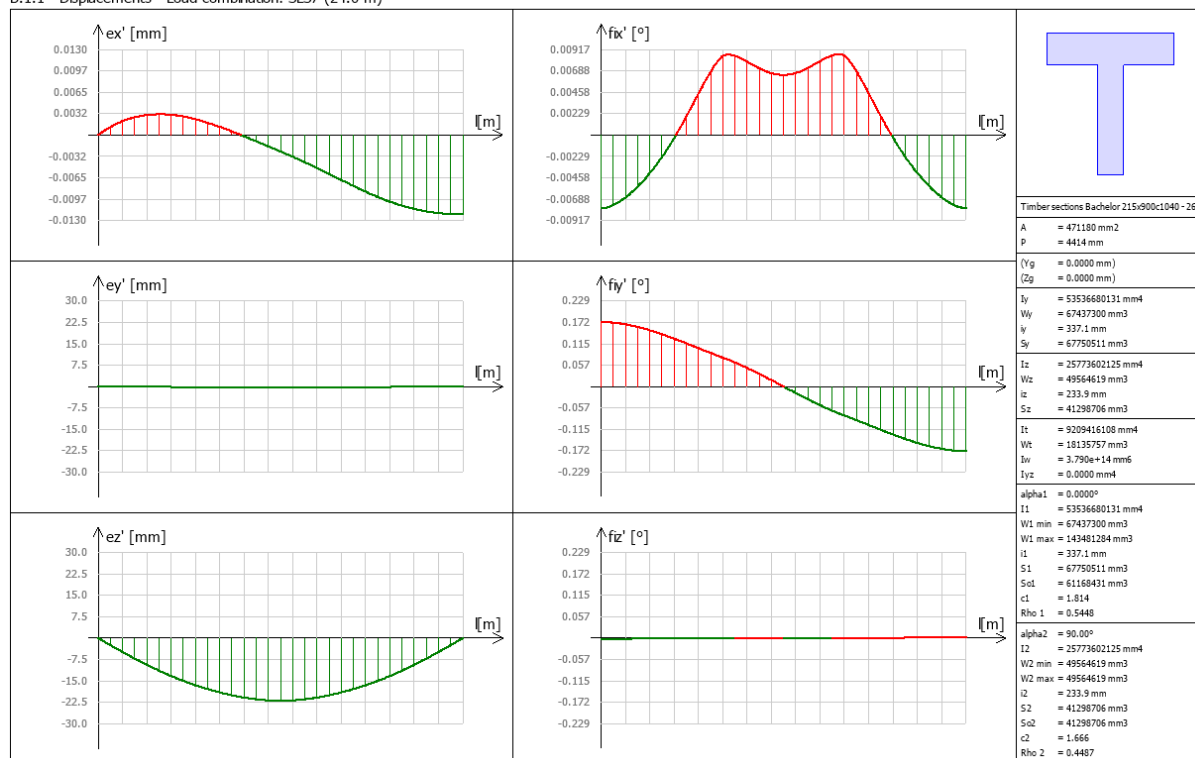 ex' [mm]
0.0130
0.0097
0.0065
0.0032
l[m]
-0.0032
-0.0065
-0.0097
-0.0130
fix' [°]
0.00917
0.00688
0.00458
0.00229
l[m]
-0.00229
-0.00458
-0.00688
-0.00917
ey' [mm]
30.0
22.5
15.0
7.5
l[m]
-7.5
-15.0
-22.5
-30.0
fiy' [°]
0.229
0.172
0.115
0.057
l[m]
-0.057
-0.115
-0.172
-0.229
ez' [mm]
30.0
22.5
15.0
7.5
l[m]
-7.5
-15.0
-22.5
-30.0
fiz' [°]
0.229
0.172
0.115
0.057
l[m]
-0.057
-0.115
-0.172
-0.229
Timber sections Bachelor 215x900c1040 - 26
A = 471180 mm2
P = 4414 mm
(Yg = 0.0000 mm)
(Zg = 0.0000 mm)
Iy = 53536680131 mm4
Wy = 67437300 mm3
iy = 337.1 mm
Sy = 67750511 mm3
Iz = 25773602125 mm4
Wz = 49564619 mm3
iz = 233.9 mm
Sz = 41298706 mm3
It = 9209416108 mm4
Wt = 18135757 mm3
Iw = 3.790e+14 mm6
Iyz = 0.0000 mm4
alpha1 = 0.0000°
I1 = 53536680131 mm4
W1 min = 67437300 mm3
W1 max = 143481284 mm3
i1 = 337.1 mm
S1 = 67750511 mm3
So1 = 61168431 mm3
c1 = 1.814
Rho 1 = 0.5448
alpha2 = 90.00°
I2 = 25773602125 mm4
W2 min = 49564619 mm3
W2 max = 49564619 mm3
i2 = 233.9 mm
S2 = 41298706 mm3
So2 = 41298706 mm3
c2 = 1.666
Rho 2 = 0.4487